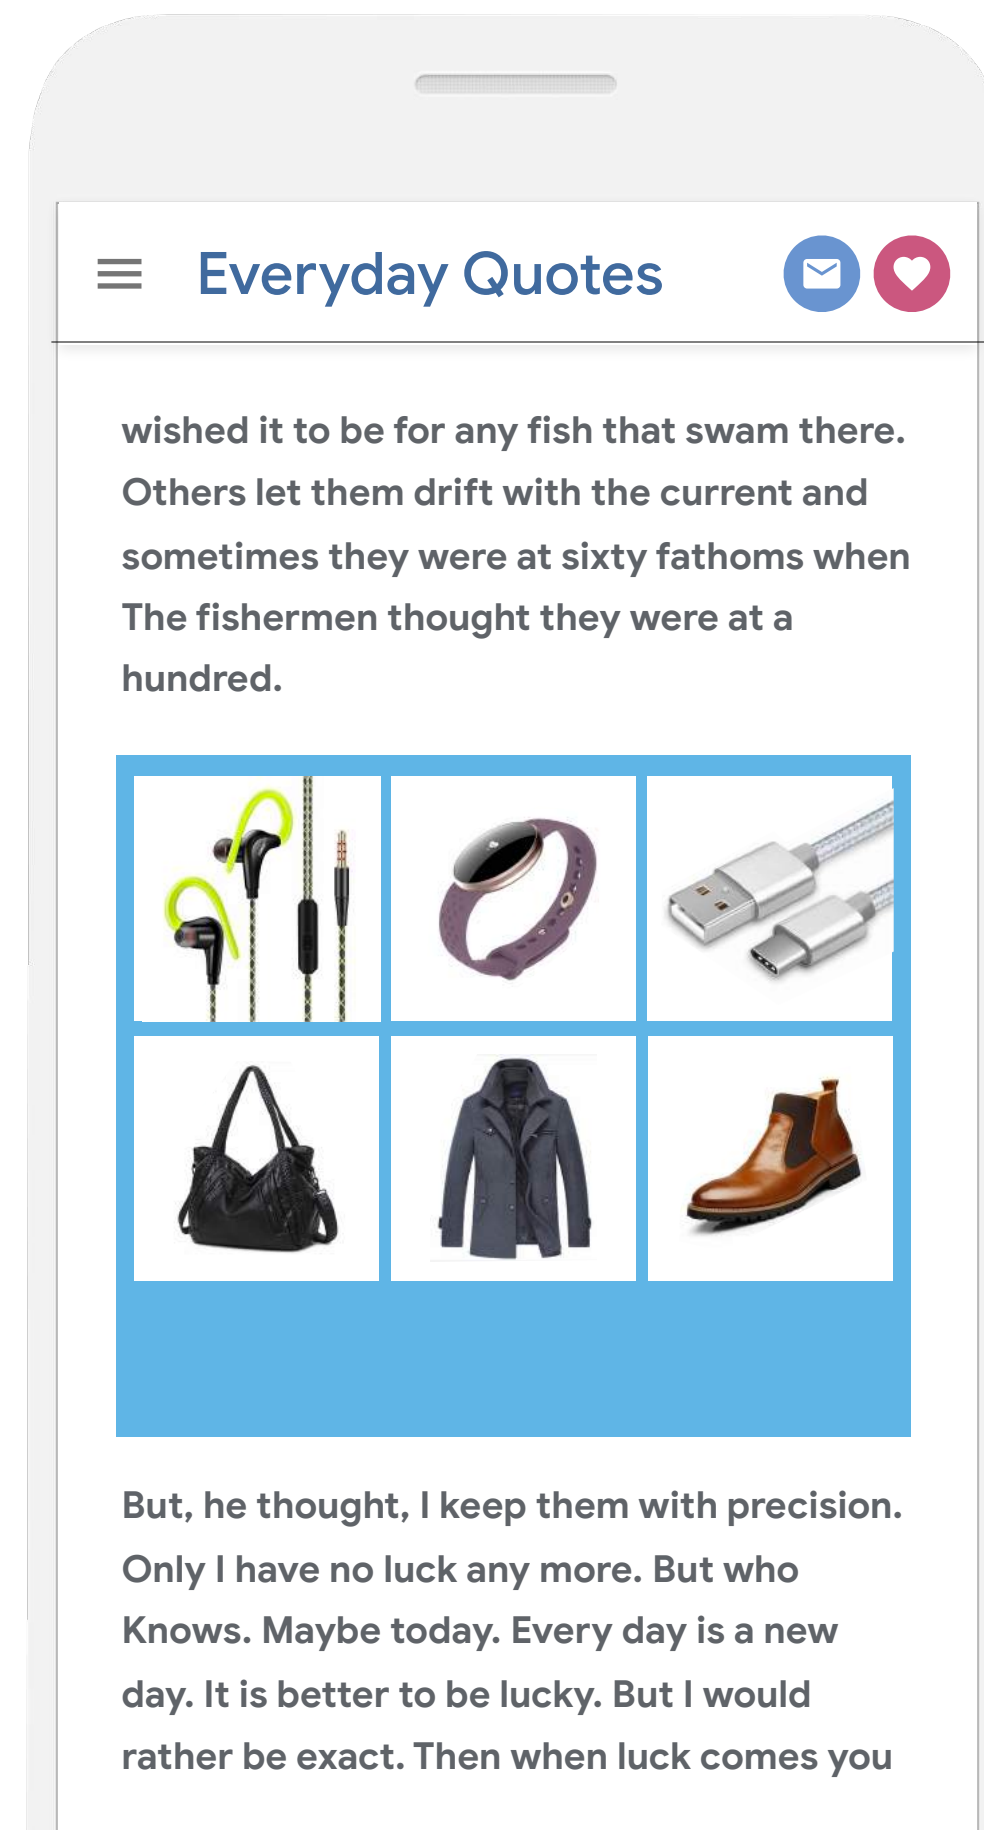 Everyday Quotes
wished it to be for any fish that swam there.
Others let them drift with the current and
sometimes they were at sixty fathoms when
The fishermen thought they were at a
hundred.
But, he thought, I keep them with precision.
Only I have no luck any more. But who
Knows. Maybe today. Every day is a new
day. It is better to be lucky. But I would
rather be exact. Then when luck comes you